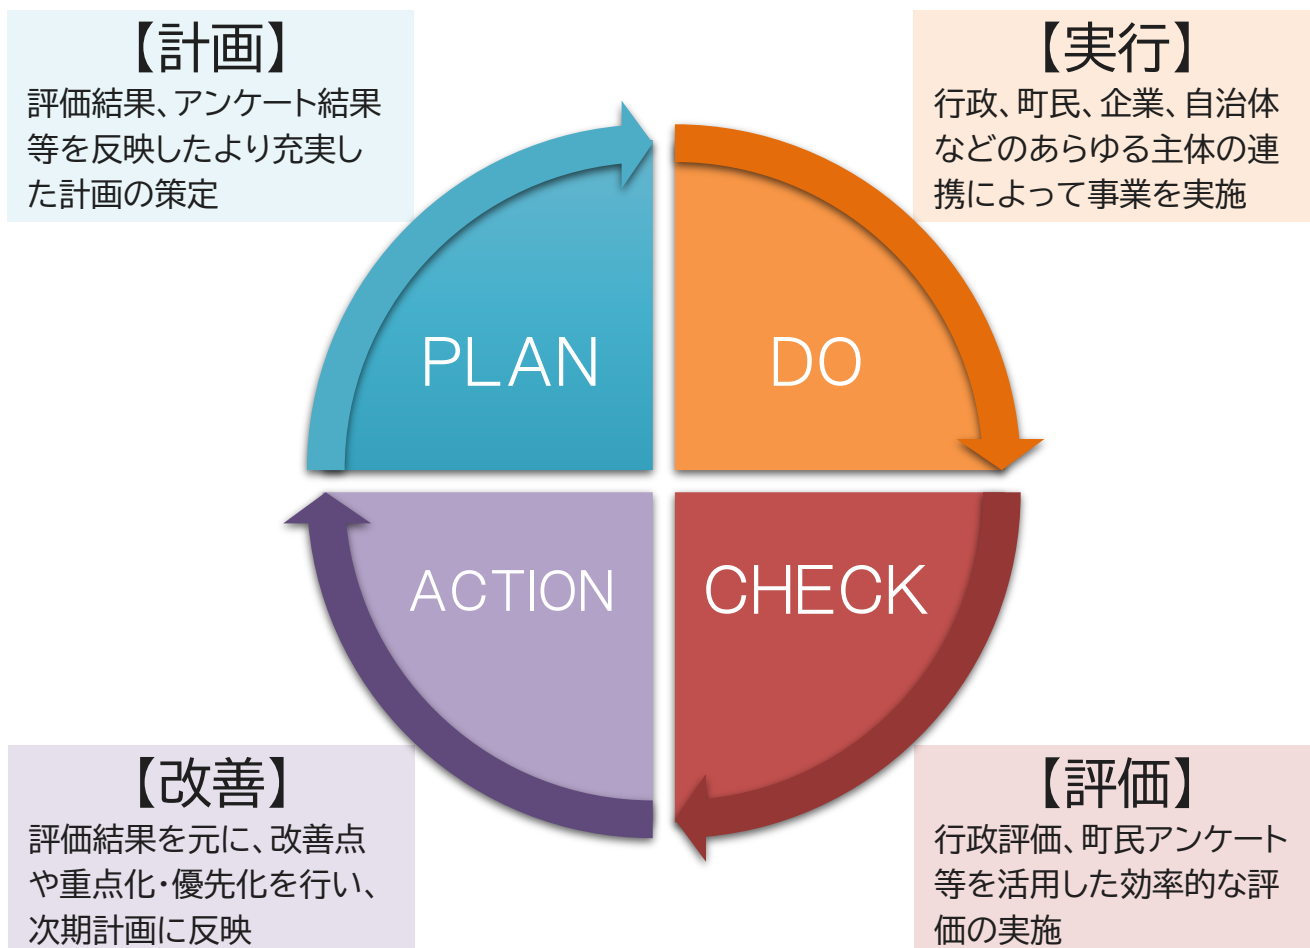 【計画】
評価結果、アンケート結果
等を反映したより充実し
た計画の策定
【実行】
行政、町民、企業、自治体
などのあらゆる主体の連
携によって事業を実施
PLAN
DO
ACTION
CHECK
【改善】
評価結果を元に、改善点
や重点化・優先化を行い、
次期計画に反映
【評価】
行政評価、町民アンケート
等を活用した効率的な評
価の実施